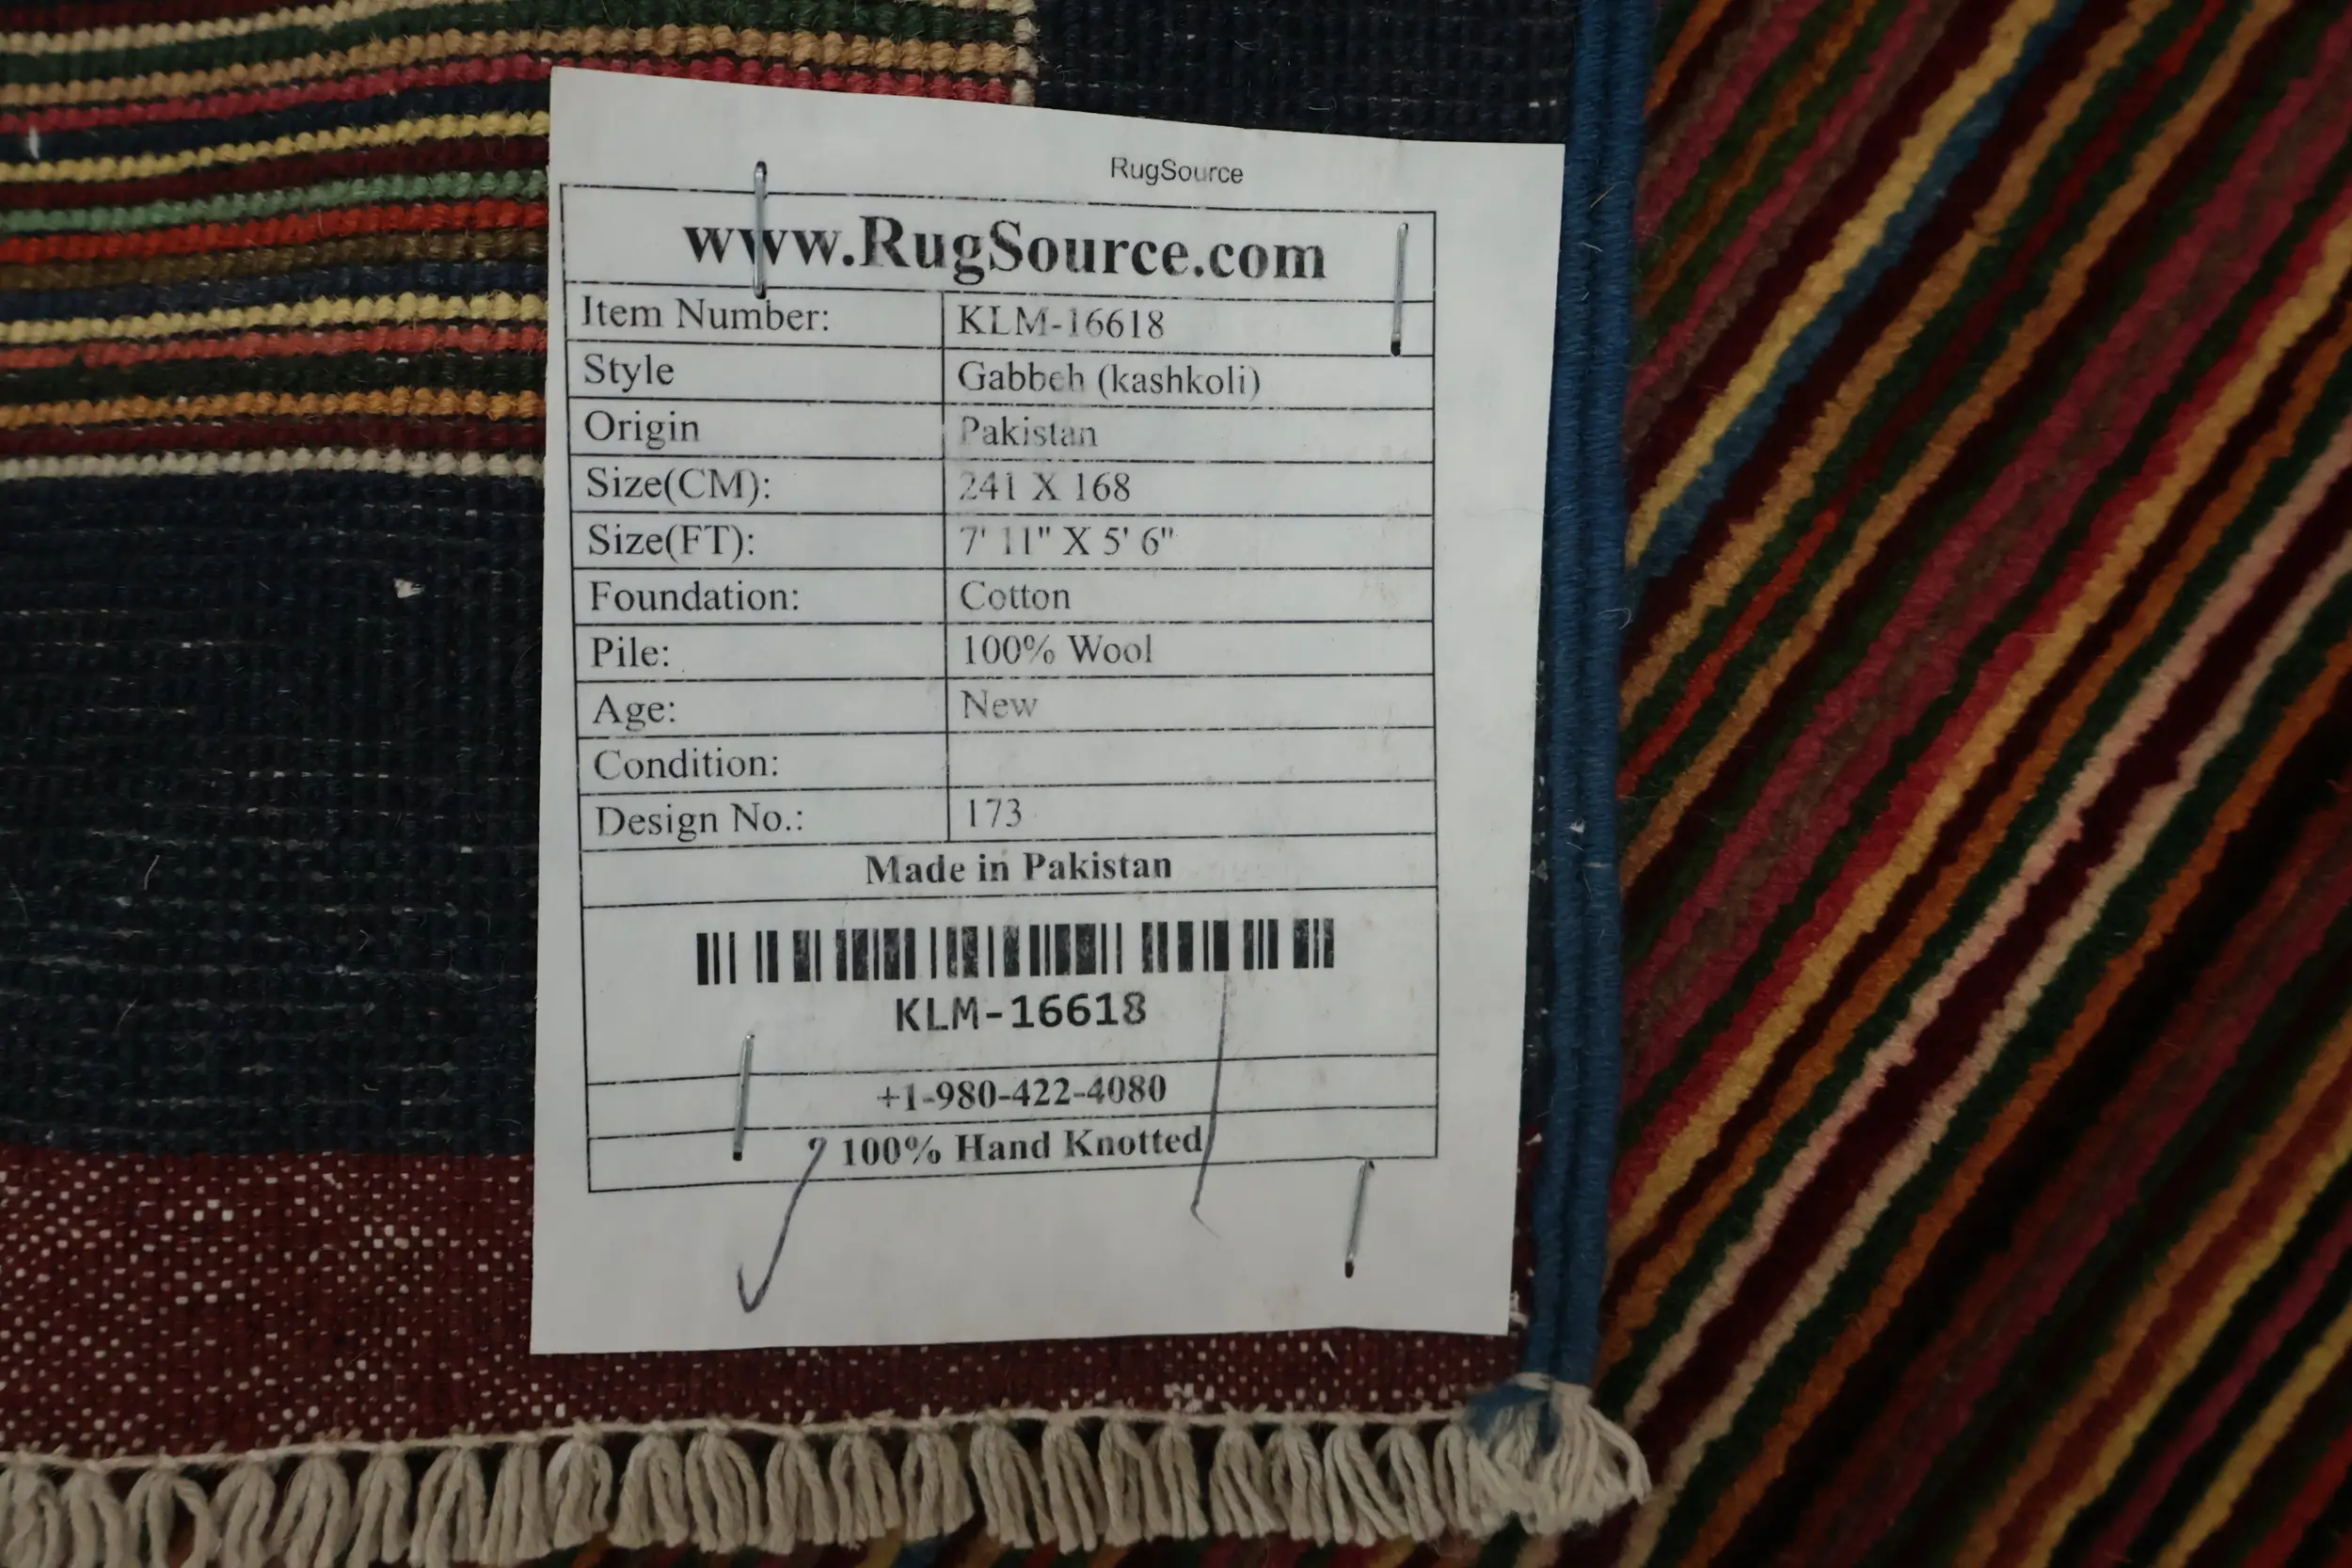 RugSource
www.RugSource.com
Item Number: KLM-16618
Style Gabbeh (kashkoli)
Origin Pakistan
Size(CM): 241 X 168
Size(FT): 7' 11" X 5' 6"
Foundation: Cotton
Pile: 100% Wool
Age: New
Condition:
Design No.: 173
Made in Pakistan
KLM-16618
+1-980-422-4080
100% Hand Knotted